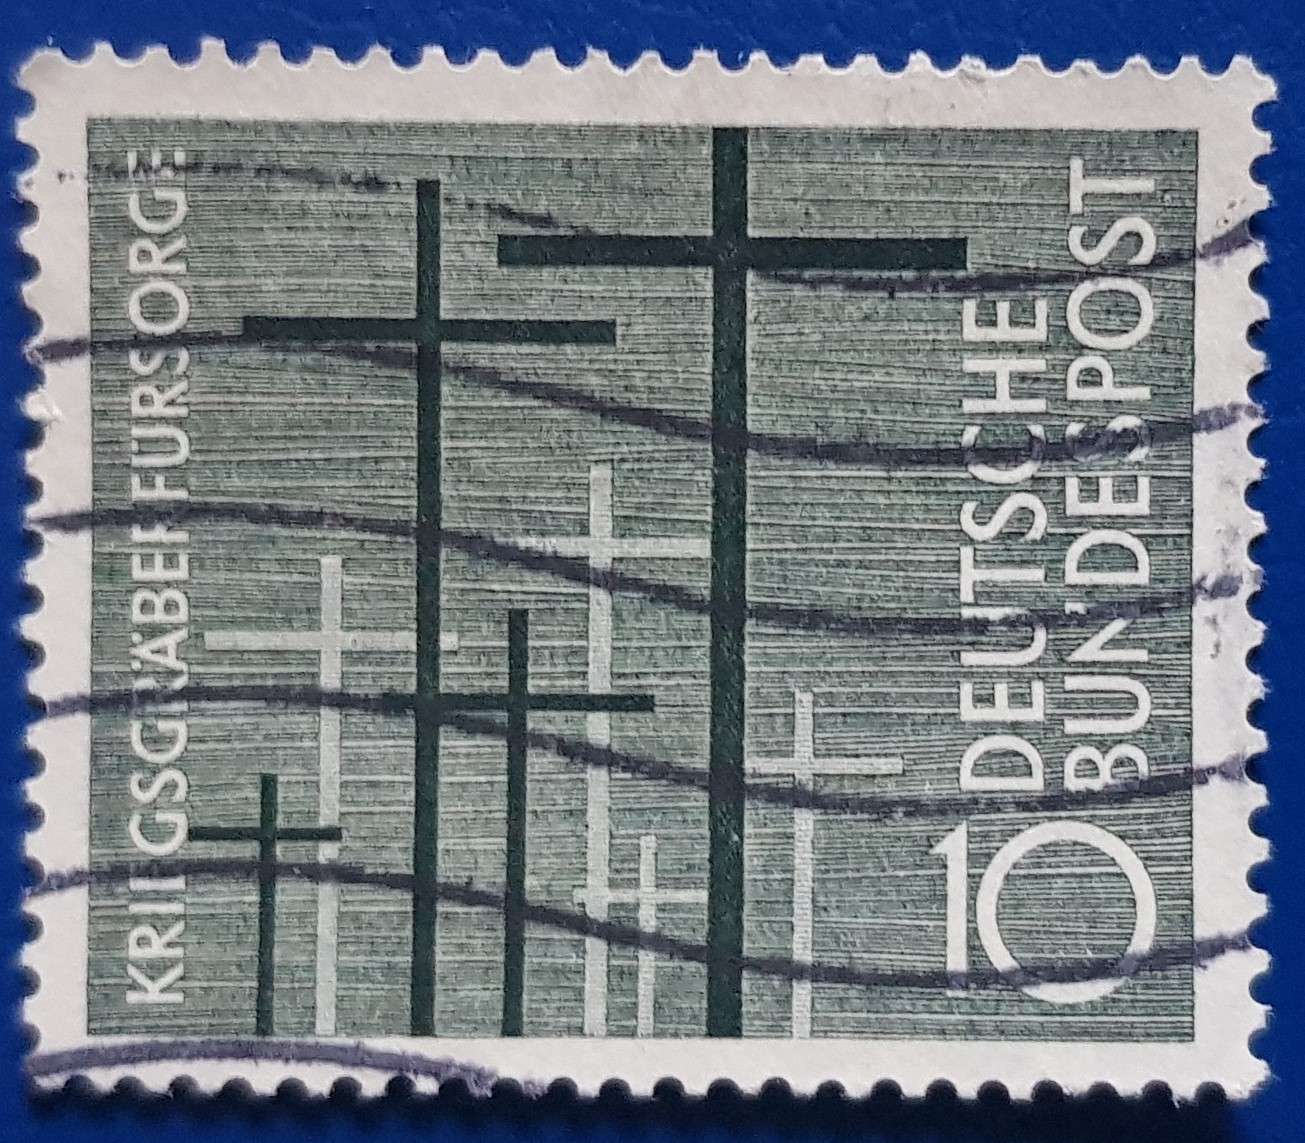 KRIEGSGRÄBERFÜRSORGE
10
DEUTSCHE
BUNDESPOST